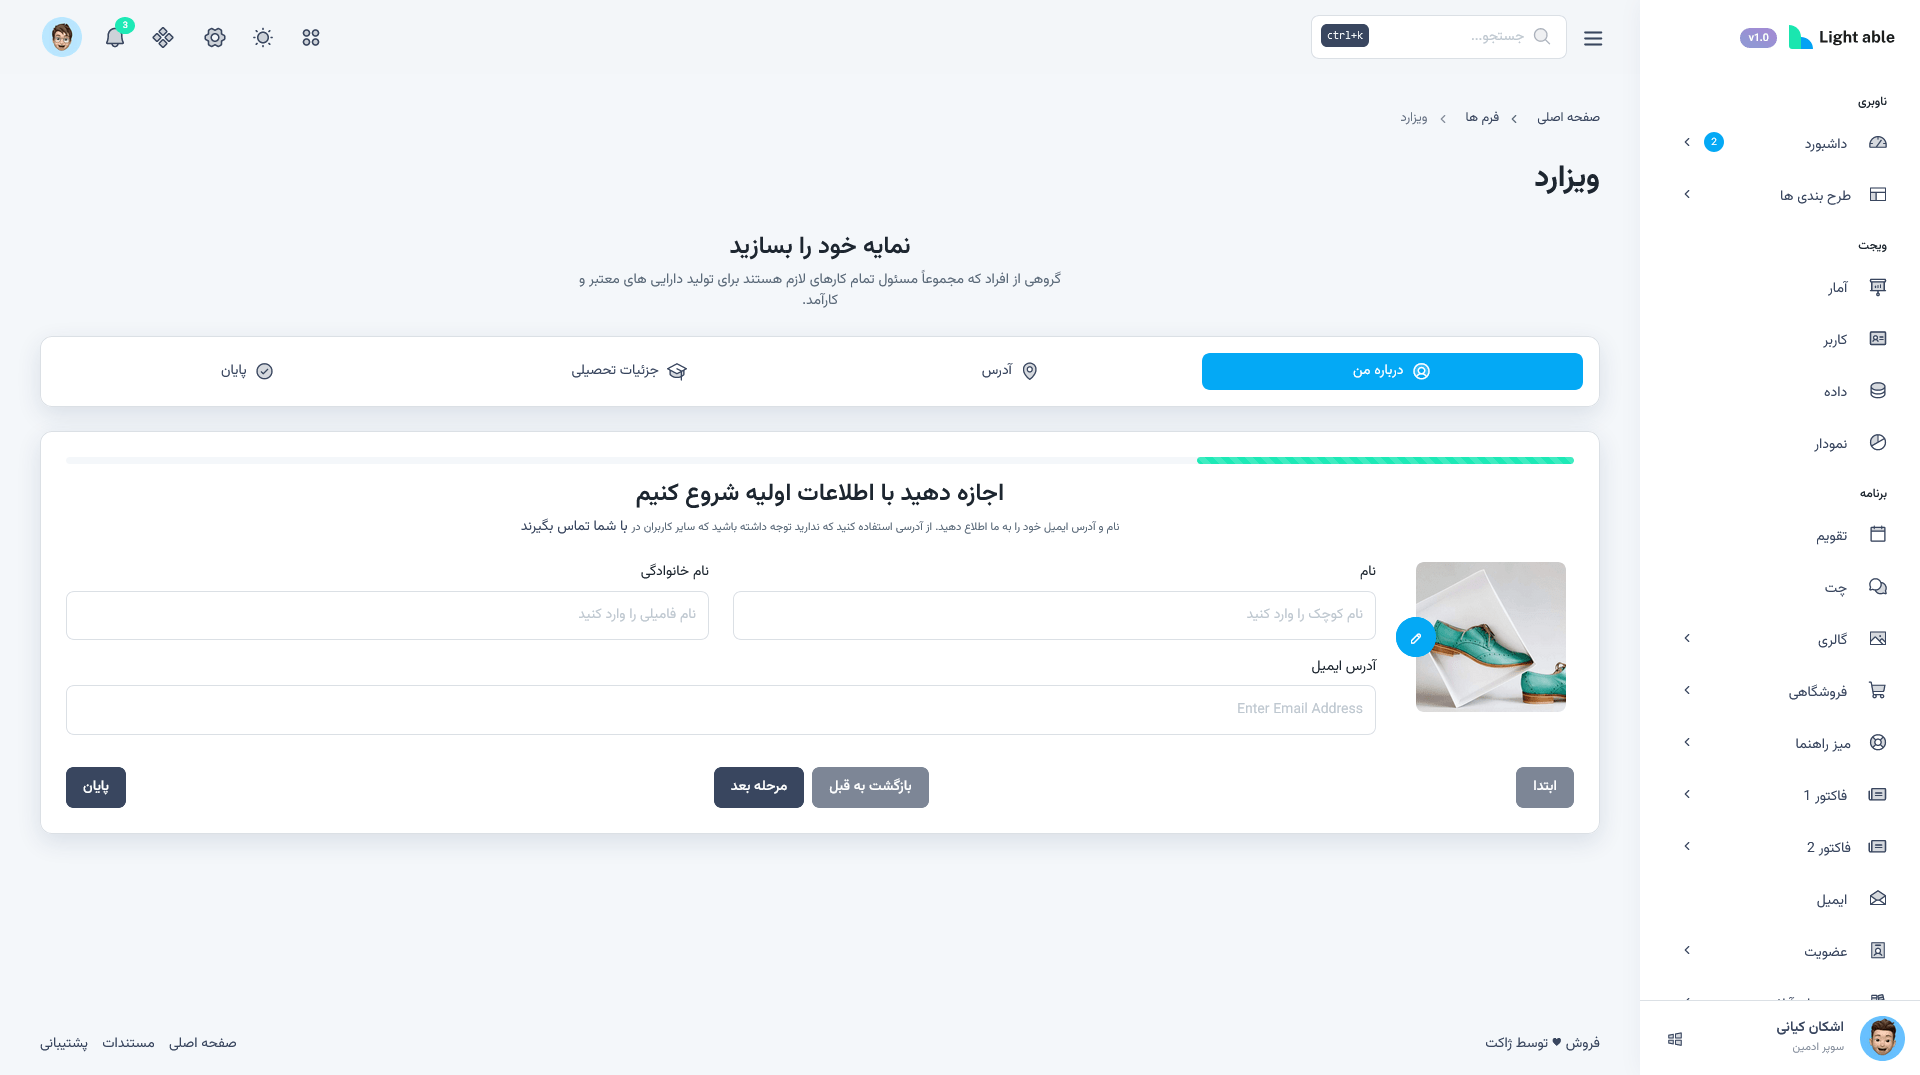 Light able
v1.0
ناوبری
داشبورد
2
طرح بندی ها
ویجت
آمار
کاربر
داده
نمودار
برنامه
تقویم
چت
گالری
فروشگاهی
میز راهنما
فاکتور 1
فاکتور 2
ایمیل
عضویت
اشکان کیانی
سوپر ادمین
جستجو...
ctrl+k
3
صفحه اصلی
فرم ها
ویزارد
ویزارد
نمایه خود را بسازید
گروهی از افراد که مجموعاً مسئول تمام کارهای لازم هستند برای تولید دارایی های معتبر و
کارآمد.
درباره من
آدرس
جزئیات تحصیلی
پایان
اجازه دهید با اطلاعات اولیه شروع کنیم
نام و آدرس ایمیل خود را به ما اطلاع دهید. از آدرسی استفاده کنید که ندارید توجه داشته باشید که سایر کاربران در با شما تماس بگیرند
نام
نام خانوادگی
نام کوچک را وارد کنید
نام فامیلی را وارد کنید
آدرس ایمیل
Enter Email Address
ابتدا
بازگشت به قبل
مرحله بعد
پایان
فروش ♥ توسط ژاکت
صفحه اصلی
مستندات
پشتیبانی